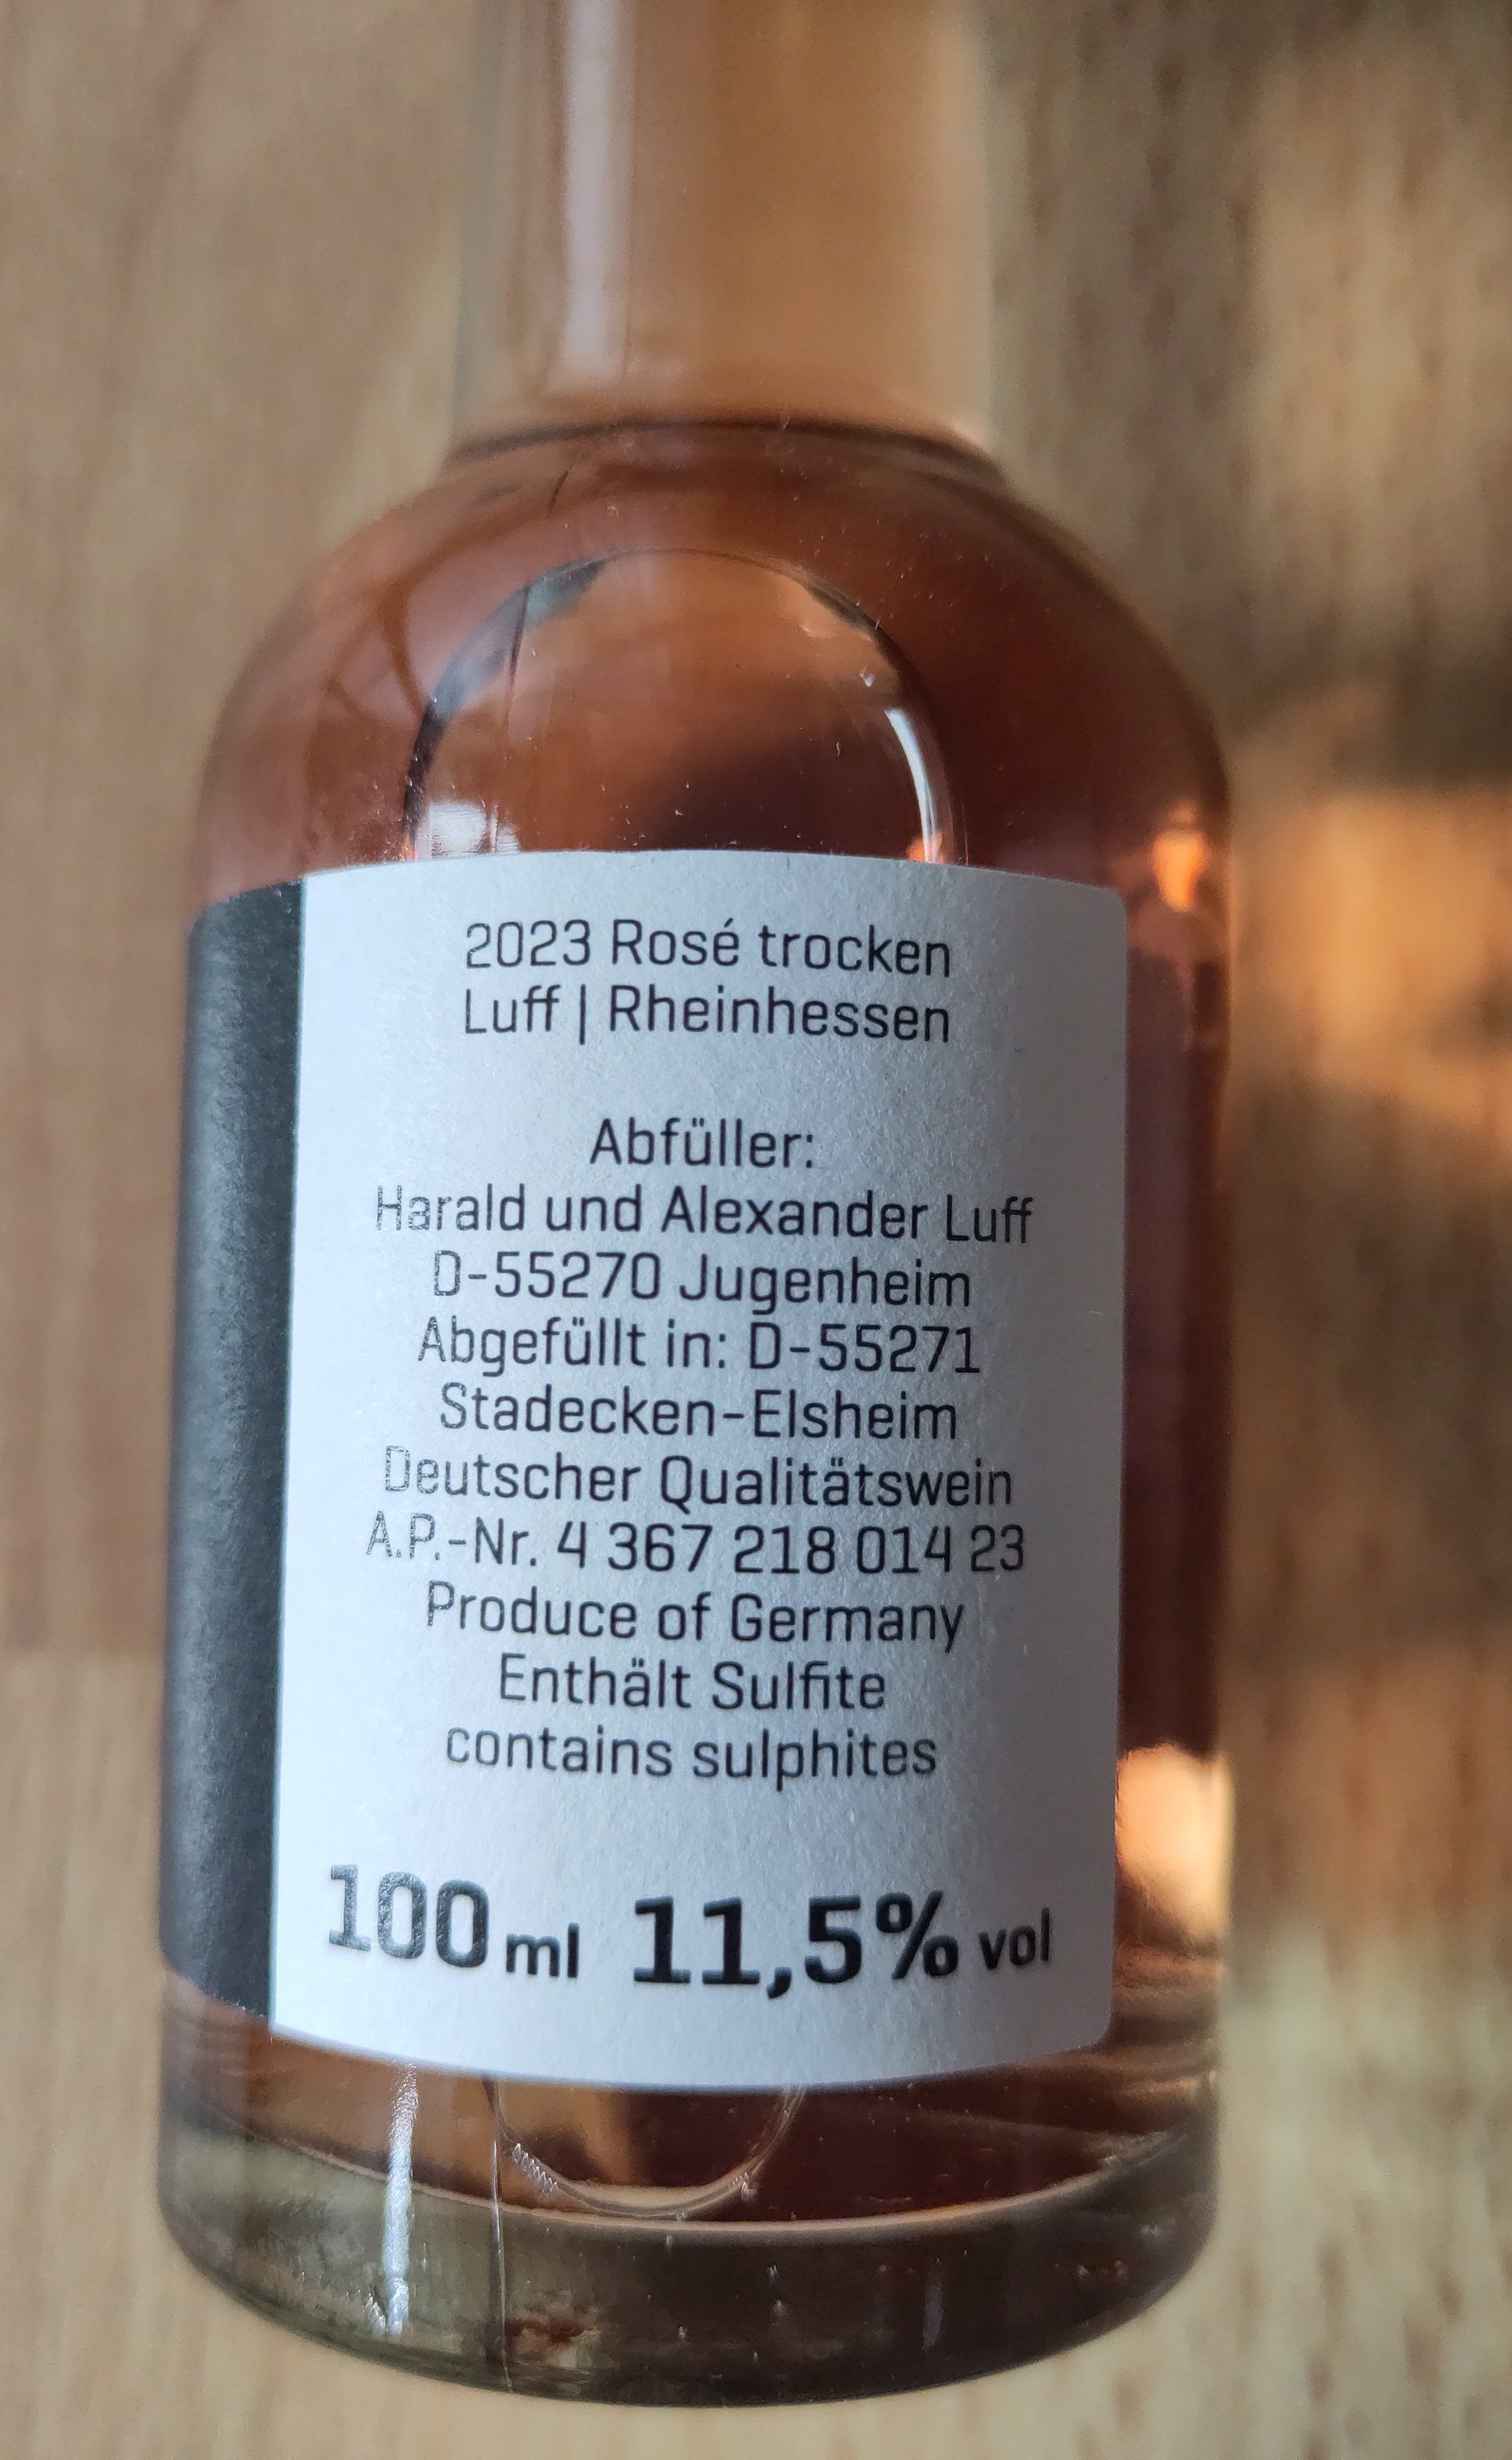 2023 Rosé trocken
Luff | Rheinhessen
Abfüller:
Harald und Alexander Luff
D-55270 Jugenheim
Abgefüllt in: D-55271
Stadecken-Elsheim
Deutscher Qualitätswein
A.P.-Nr. 4 367 218 014 23
Produce of Germany
Enthält Sulfite
contains sulphites
100 ml 11,5% vol